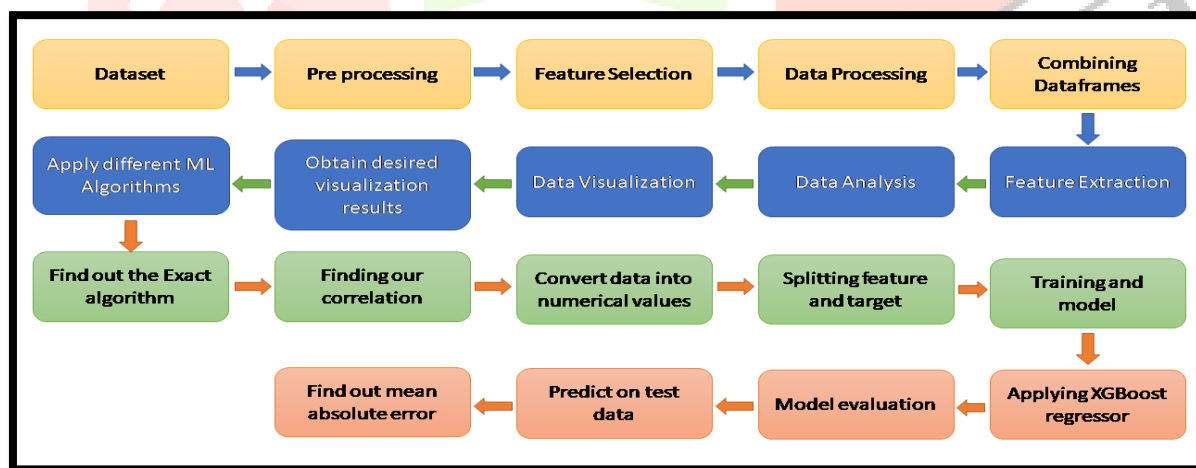 Dataset
Pre processing
Feature Selection
Data Processing
Combining
Dataframes
Feature Extraction
Data Analysis
Data Visualization
Obtain desired
visualization
results
Apply different ML
Algorithms
Find out the Exact
algorithm
Finding our
correlation
Convert data into
numerical values
Splitting feature
and target
Training and
model
Applying XGBoost
regressor
Model evaluation
Predict on test
data
Find out mean
absolute error